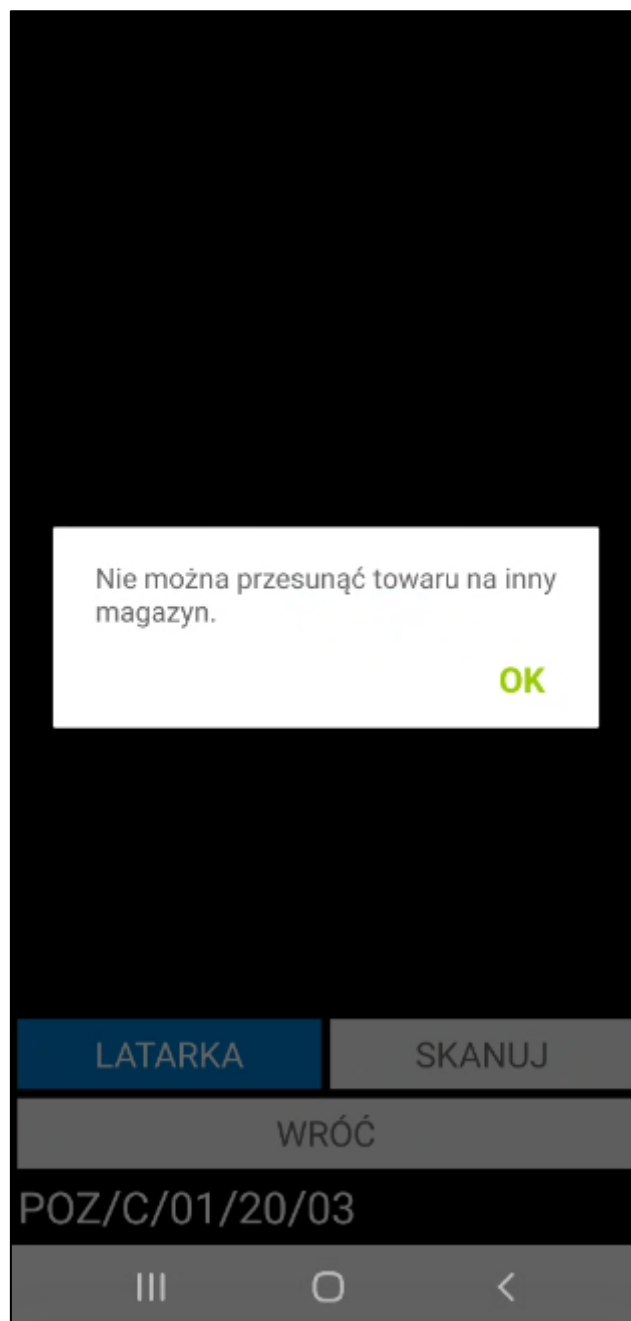 Nie można przesunąć towaru na inny
magazyn.
OK
LATARKA
SKANUJ
WRÓĆ
POZ/C/01/20/03